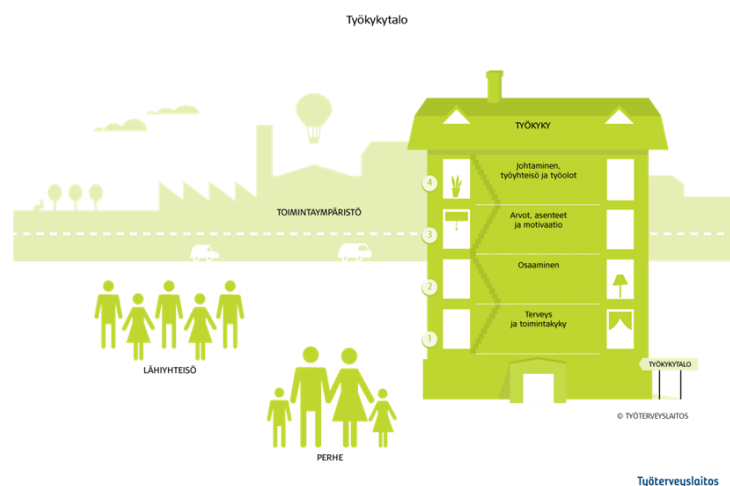 Työkykytalo
TYÖKYKY
4
Johtaminen,
työyhteisö ja työolot
TOIMINTAYMPÄRISTÖ
3
Arvot, asenteet
ja motivaatio
2
Osaaminen
1
Terveys
ja toimintakyky
LÄHIYHTEISÖ
TYÖKYKYTALO
© TYÖTERVEYSLAITOS
PERHE
Työterveyslaitos